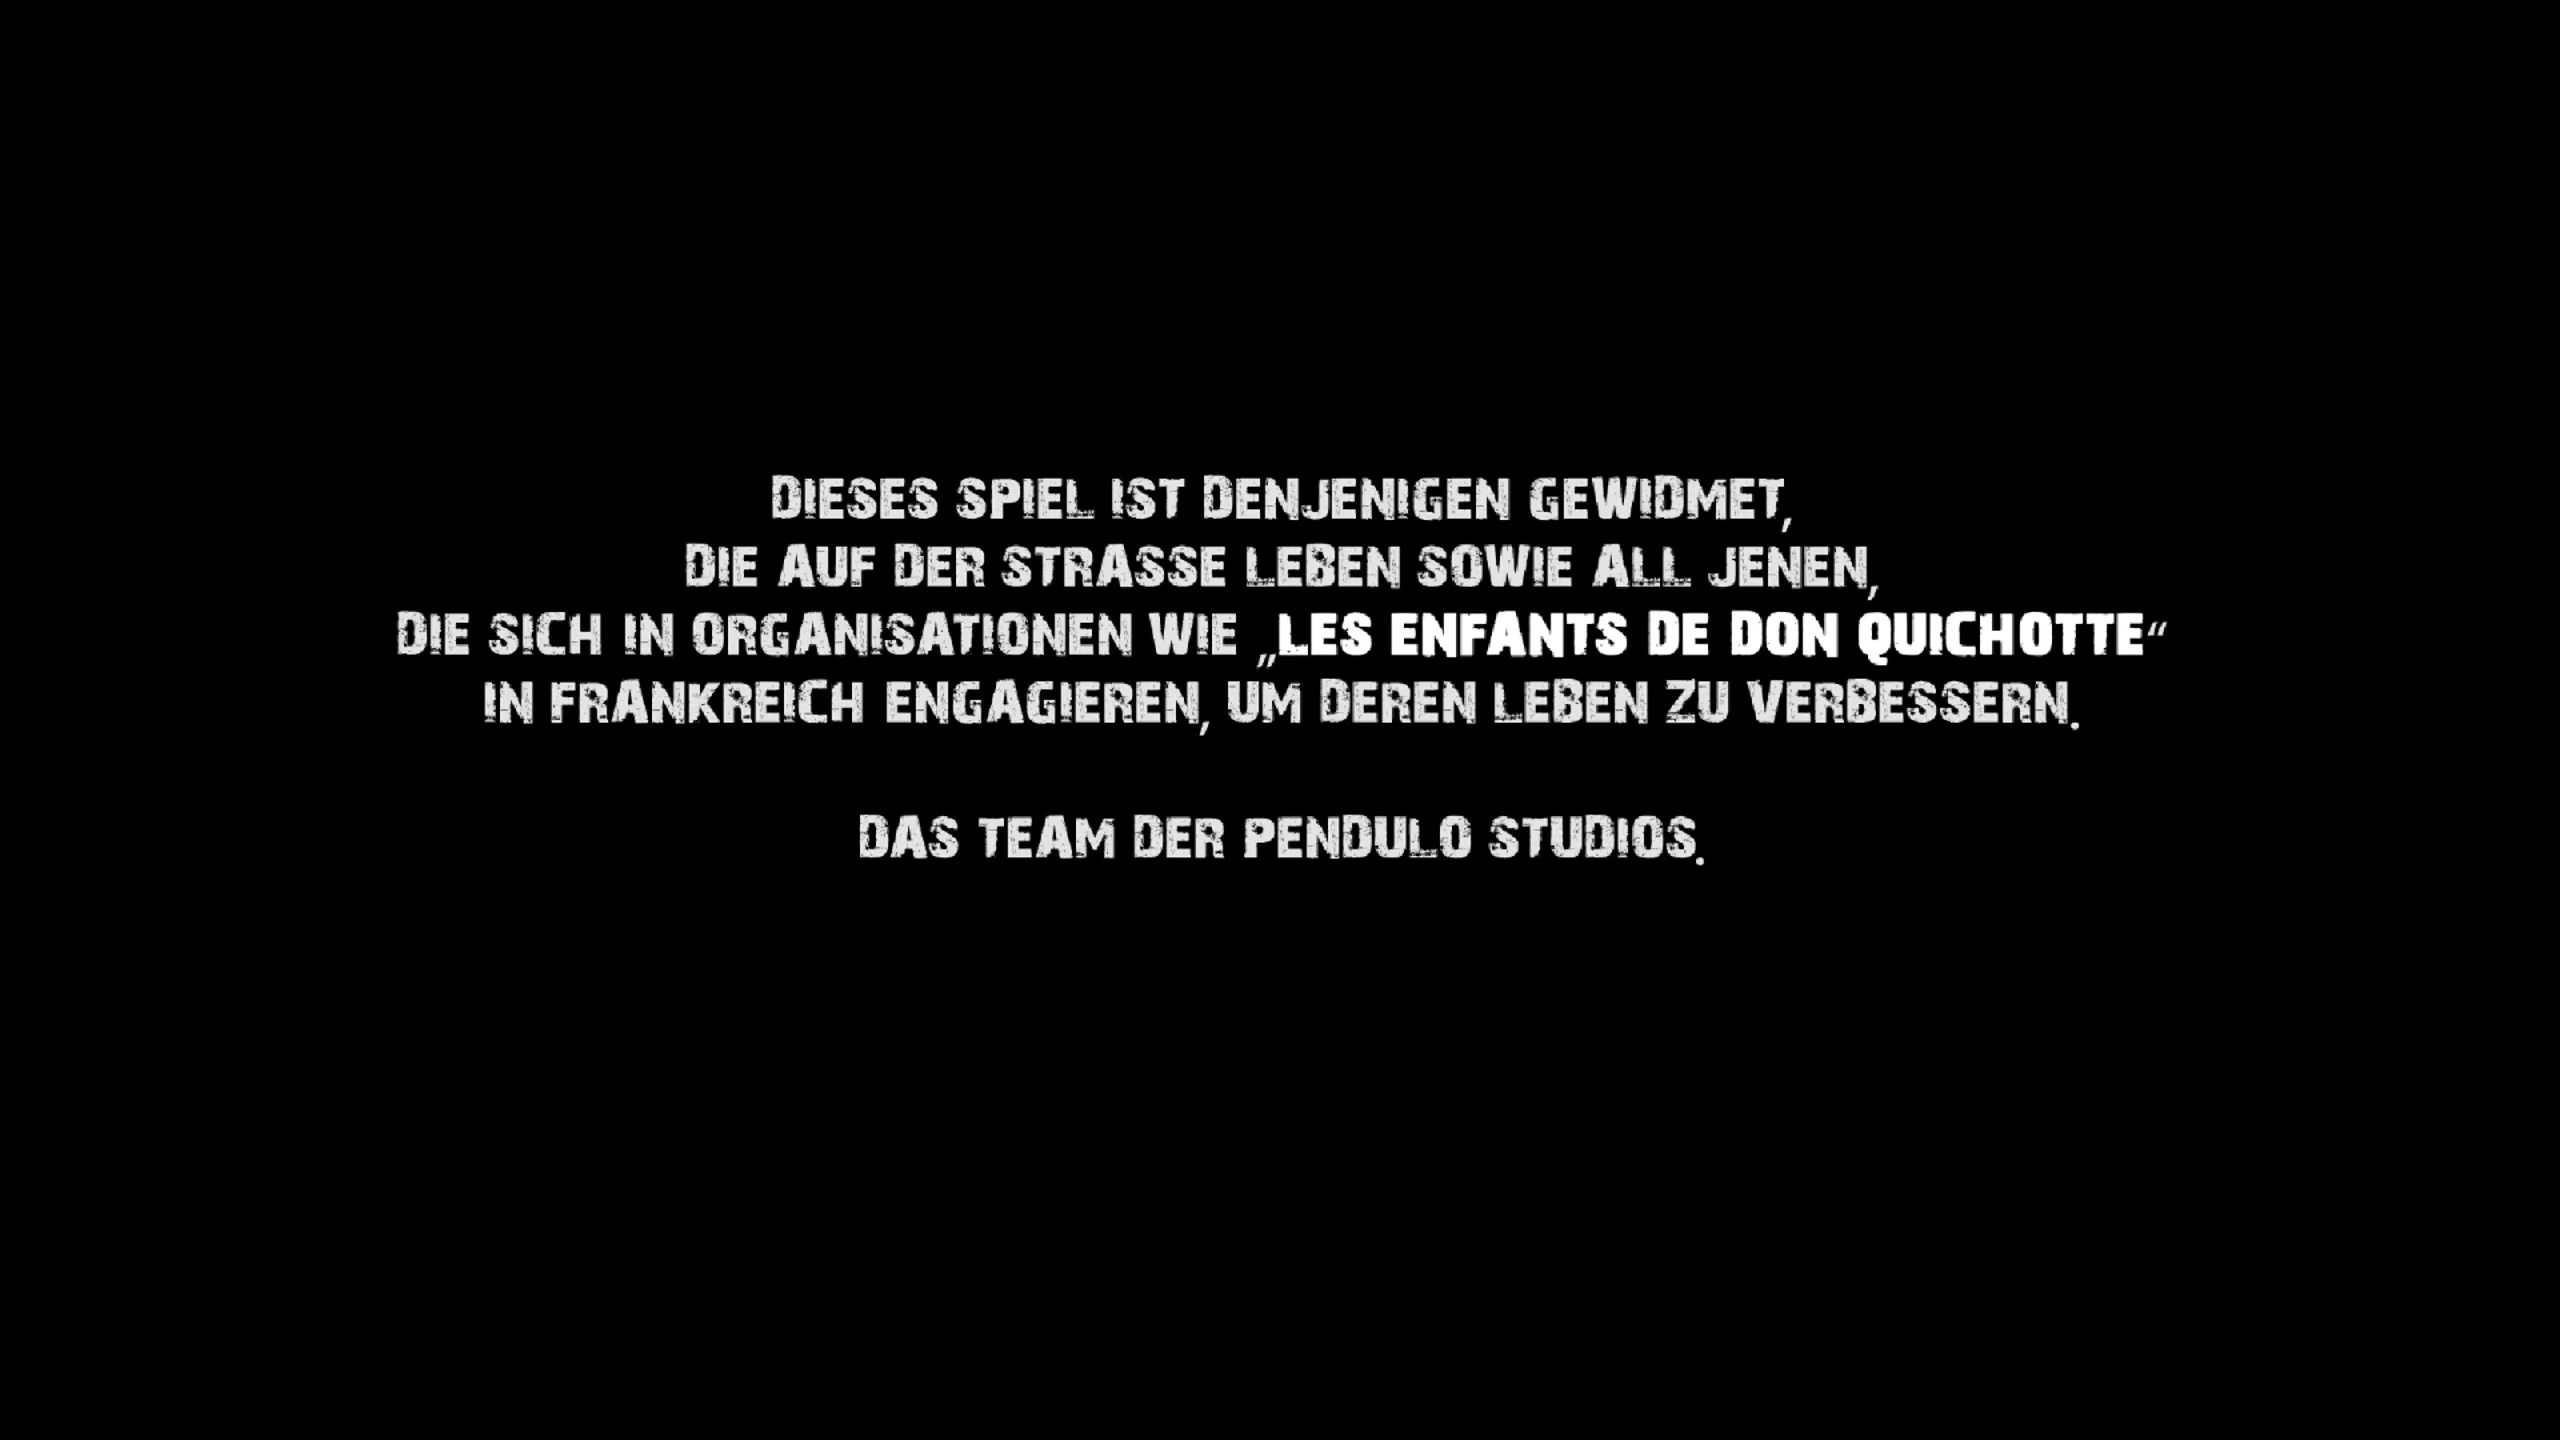 DIESES SPIEL IST DENJENIGEN GEWIDMET,
DIE AUF DER STRASSE LEBEN SOWIE ALL JENEN,
DIE SICH IN ORGANISATIONEN WIE „LES ENFANTS DE DON QUICHOTTE“
IN FRANKREICH ENGAGIEREN, UM DEREN LEBEN ZU VERBESSERN.
DAS TEAM DER PENDULO STUDIOS.